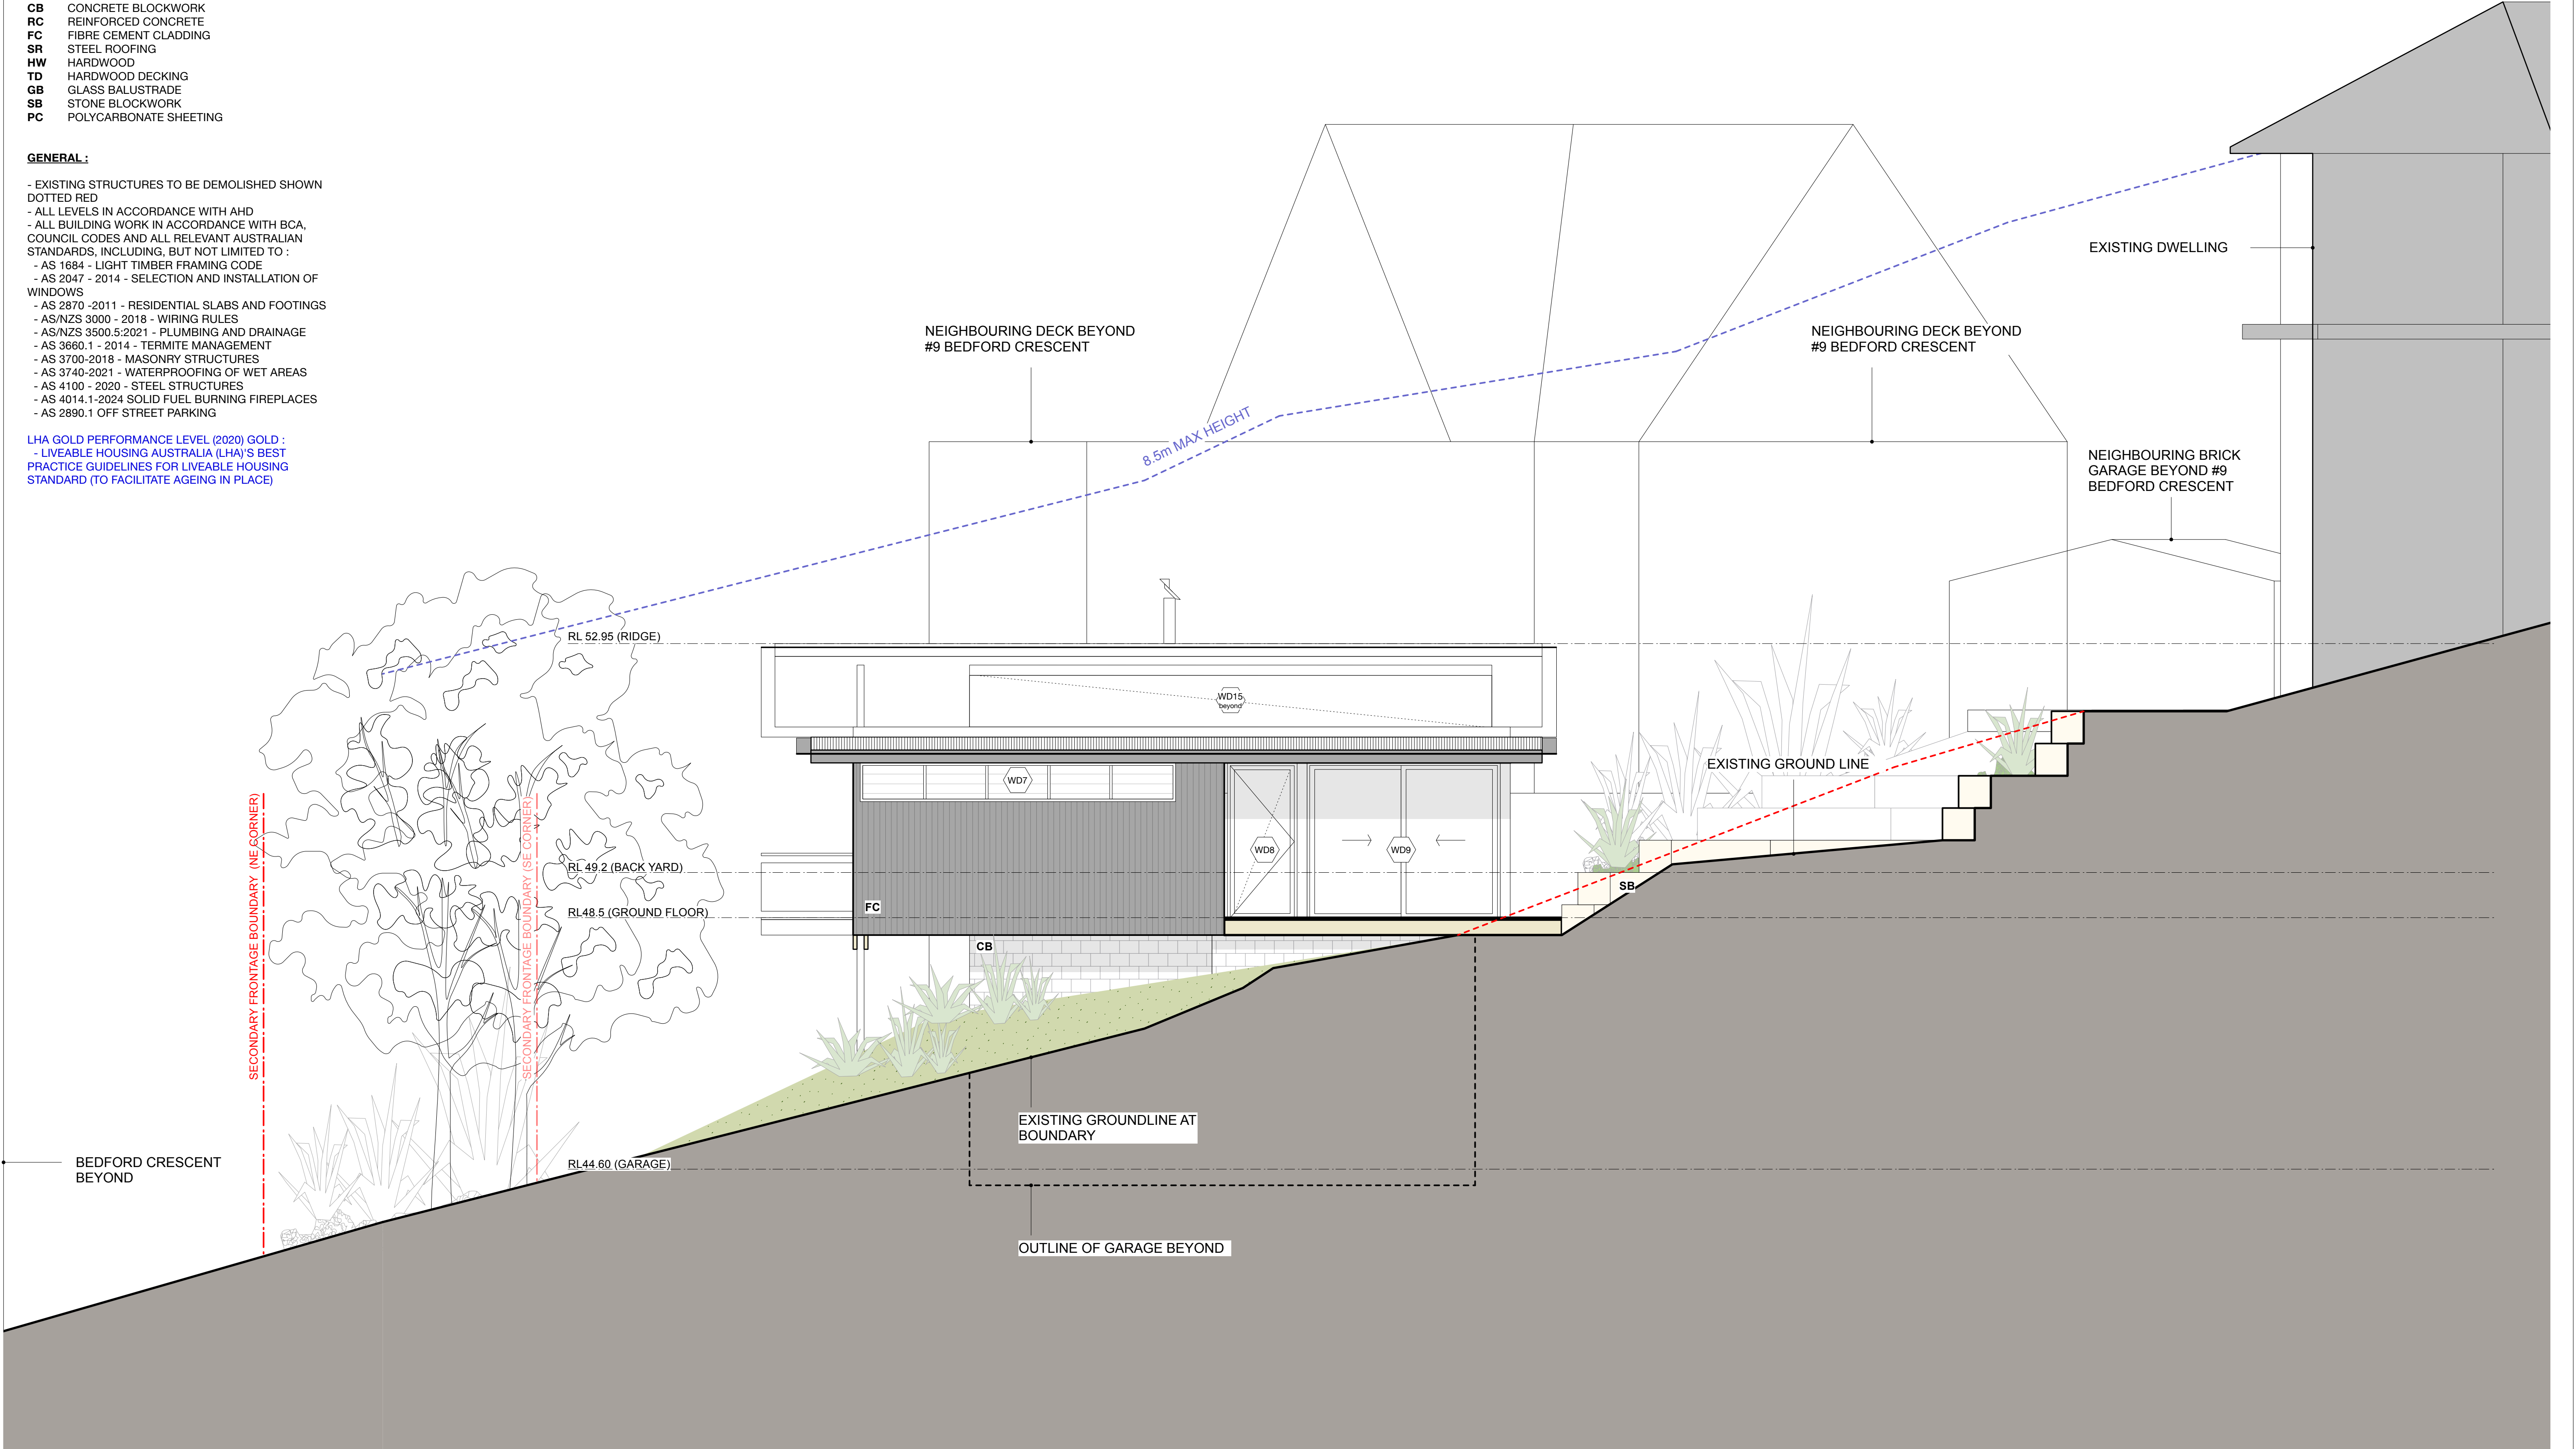 CB CONCRETE BLOCKWORK
RC REINFORCED CONCRETE
FC FIBRE CEMENT CLADDING
SR STEEL ROOFING
HW HARDWOOD
TD HARDWOOD DECKING
GB GLASS BALUSTRADE
SB STONE BLOCKWORK
PC POLYCARBONATE SHEETING
GENERAL :
- EXISTING STRUCTURES TO BE DEMOLISHED SHOWN
DOTTED RED
- ALL LEVELS IN ACCORDANCE WITH AHD
- ALL BUILDING WORK IN ACCORDANCE WITH BCA,
COUNCIL CODES AND ALL RELEVANT AUSTRALIAN
STANDARDS, INCLUDING, BUT NOT LIMITED TO :
- AS 1684 - LIGHT TIMBER FRAMING CODE
- AS 2047 - 2014 - SELECTION AND INSTALLATION OF
WINDOWS
- AS 2870 -2011 - RESIDENTIAL SLABS AND FOOTINGS
- AS/NZS 3000 - 2018 - WIRING RULES
- AS/NZS 3500.5:2021 - PLUMBING AND DRAINAGE
- AS 3660.1 - 2014 - TERMITE MANAGEMENT
- AS 3700-2018 - MASONRY STRUCTURES
- AS 3740-2021 - WATERPROOFING OF WET AREAS
- AS 4100 - 2020 - STEEL STRUCTURES
- AS 4014.1-2024 SOLID FUEL BURNING FIREPLACES
- AS 2890.1 OFF STREET PARKING
LHA GOLD PERFORMANCE LEVEL (2020) GOLD :
- LIVEABLE HOUSING AUSTRALIA (LHA)'S BEST
PRACTICE GUIDELINES FOR LIVEABLE HOUSING
STANDARD (TO FACILITATE AGEING IN PLACE)
EXISTING DWELLING
NEIGHBOURING DECK BEYOND
#9 BEDFORD CRESCENT
NEIGHBOURING DECK BEYOND
#9 BEDFORD CRESCENT
8.5m MAX HEIGHT
NEIGHBOURING BRICK
GARAGE BEYOND #9
BEDFORD CRESCENT
RL 52.95 (RIDGE)
WD15
beyond
EXISTING GROUND LINE
WD7
WD8
WD9
SECONDARY FRONTAGE BOUNDARY (NE CORNER)
SECONDARY FRONTAGE BOUNDARY (SE CORNER)
RL 49.2 (BACK YARD)
SB
FC
RL48.5 (GROUND FLOOR)
CB
EXISTING GROUNDLINE AT
BOUNDARY
BEDFORD CRESCENT
BEYOND
RL44.60 (GARAGE)
OUTLINE OF GARAGE BEYOND